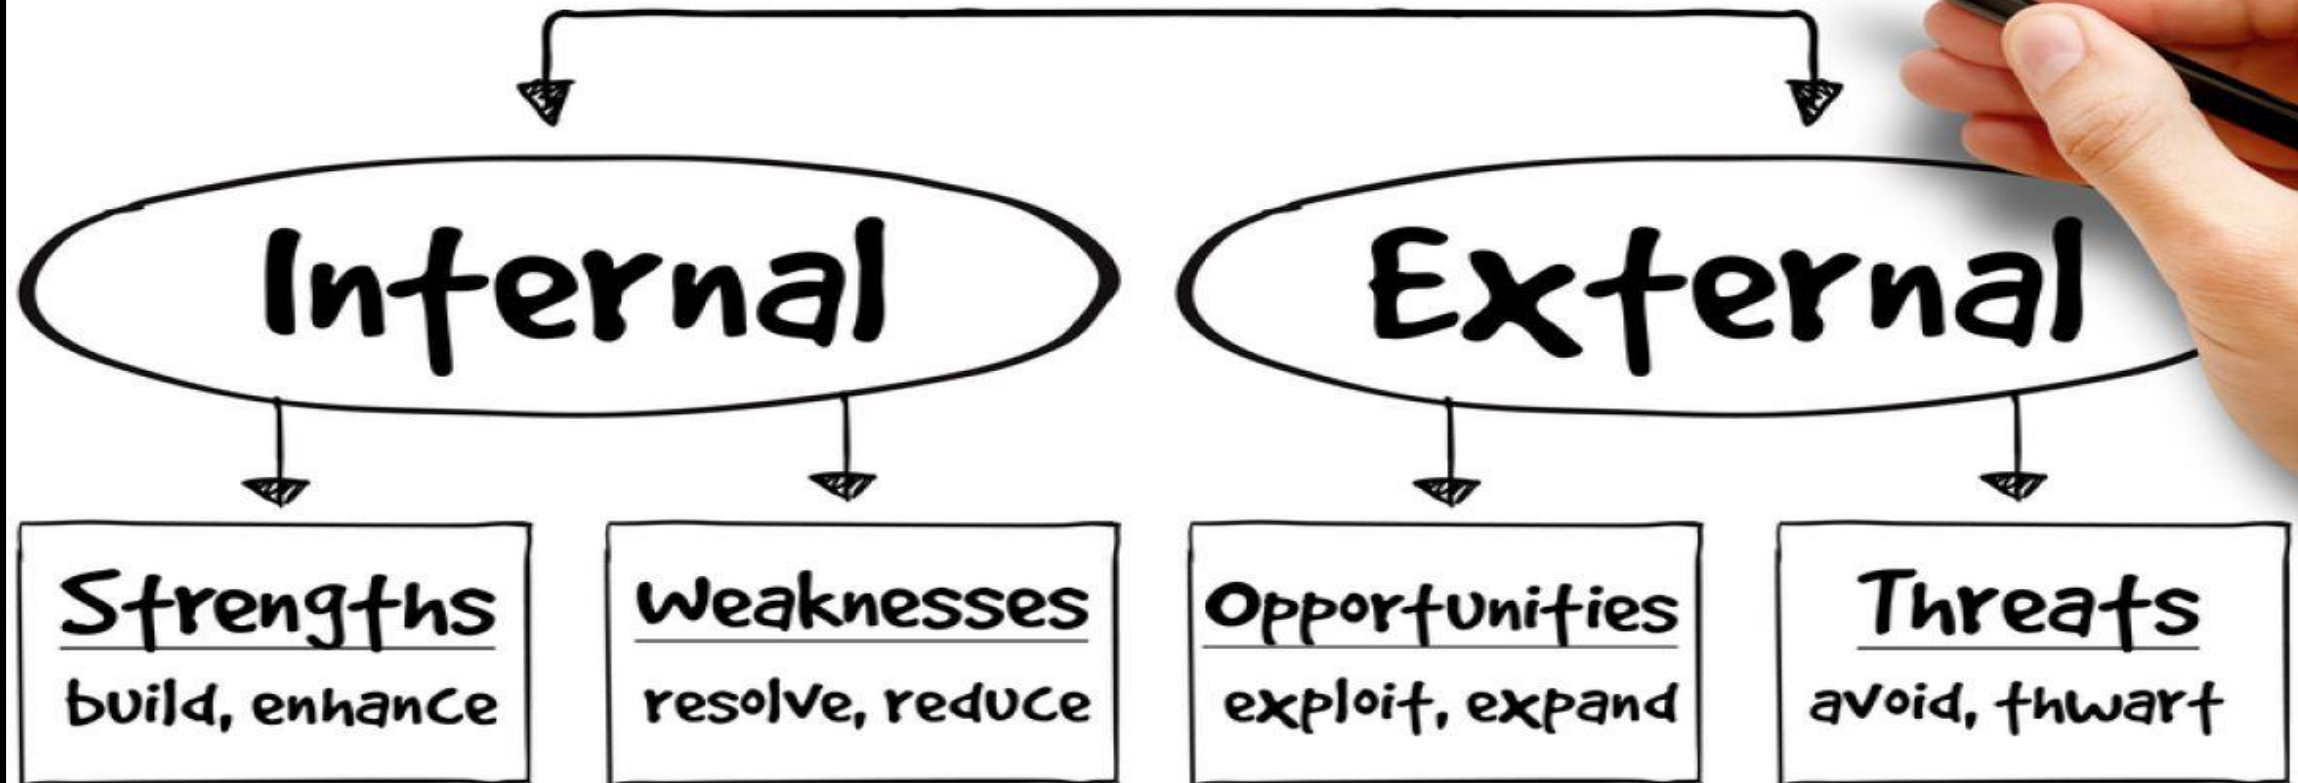 Internal
External
Strengths
build, enhance
Weaknesses
resolve, reduce
Opportunities
exploit, expand
Threats
avoid, thwart